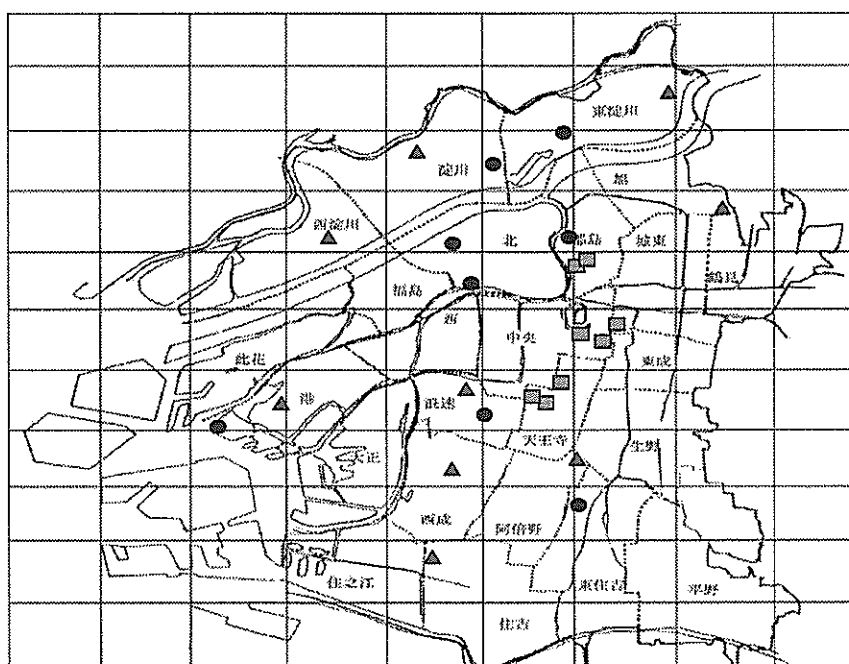 東淀川
淀川
旭
西淀川
北
都島
城東
鶴見
福島
西
中央
此花
東成
港
浪速
天王寺
生野
大正
西成
阿倍野
住之江
東住吉
平野
住吉